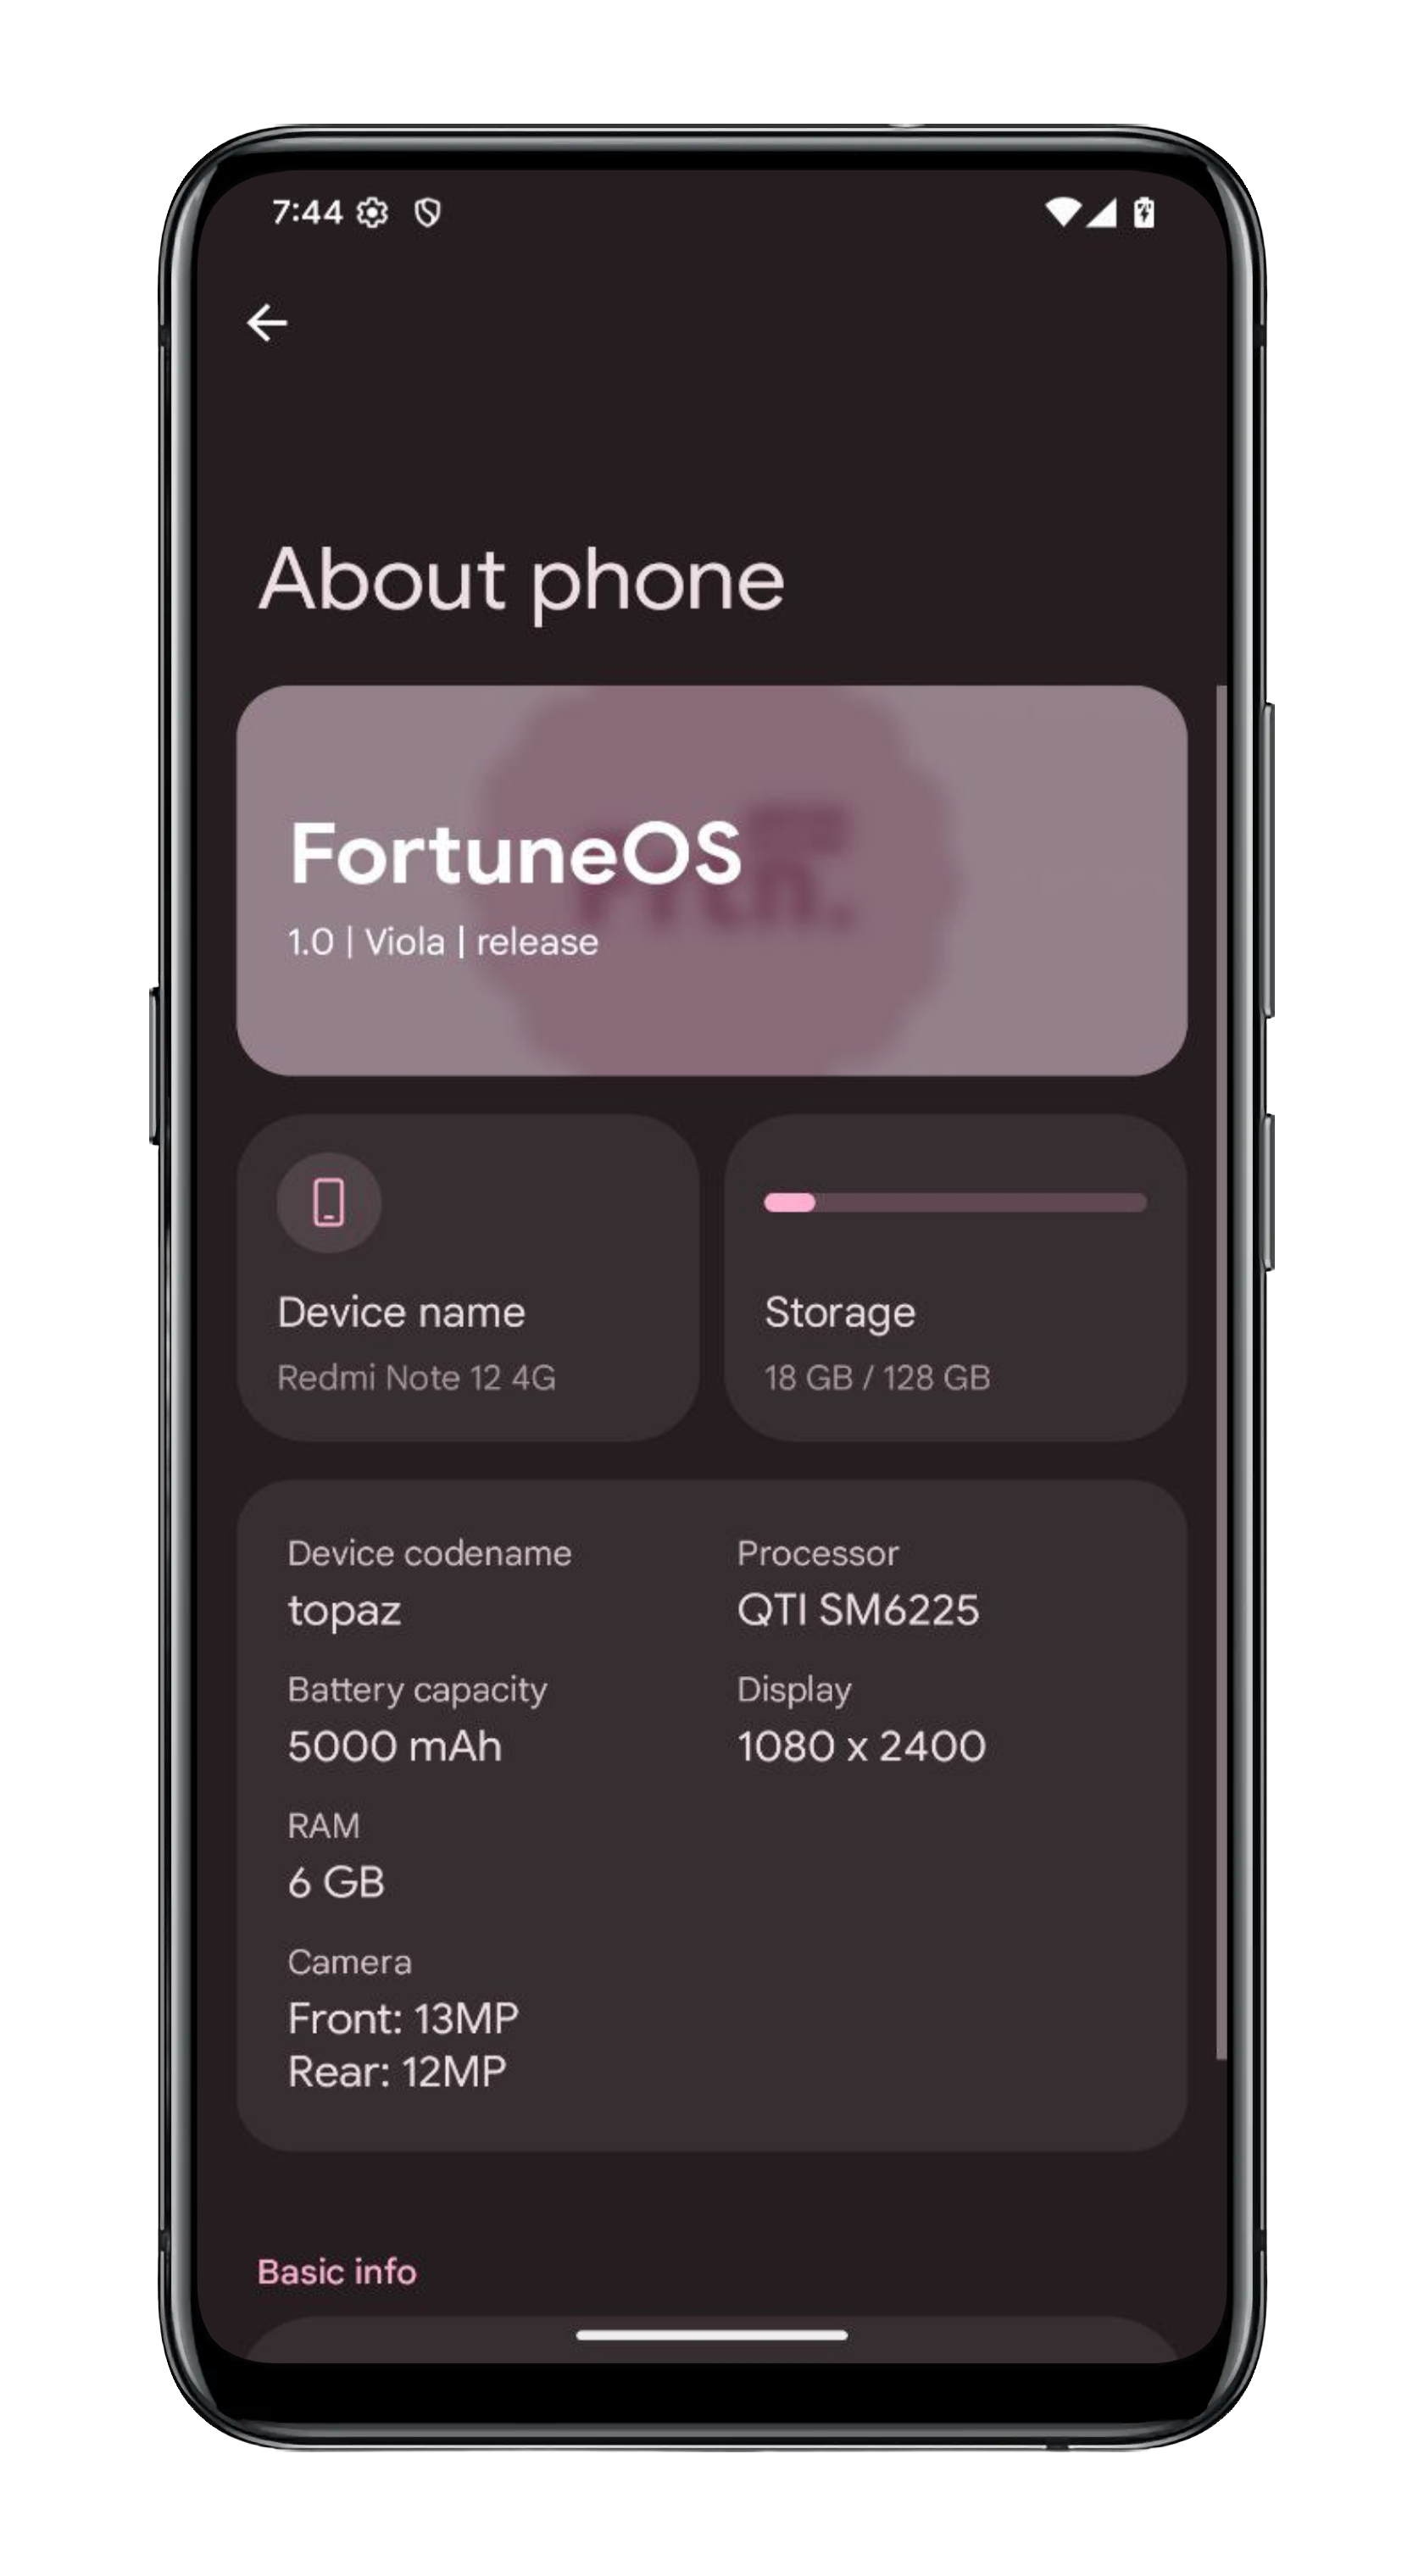 7:44
About phone
FortuneOS
1.0 | Viola | release
Device name
Redmi Note 12 4G
Storage
18 GB / 128 GB
Device codename
topaz
Processor
QTI SM6225
Battery capacity
5000 mAh
Display
1080 x 2400
RAM
6 GB
Camera
Front: 13MP
Rear: 12MP
Basic info